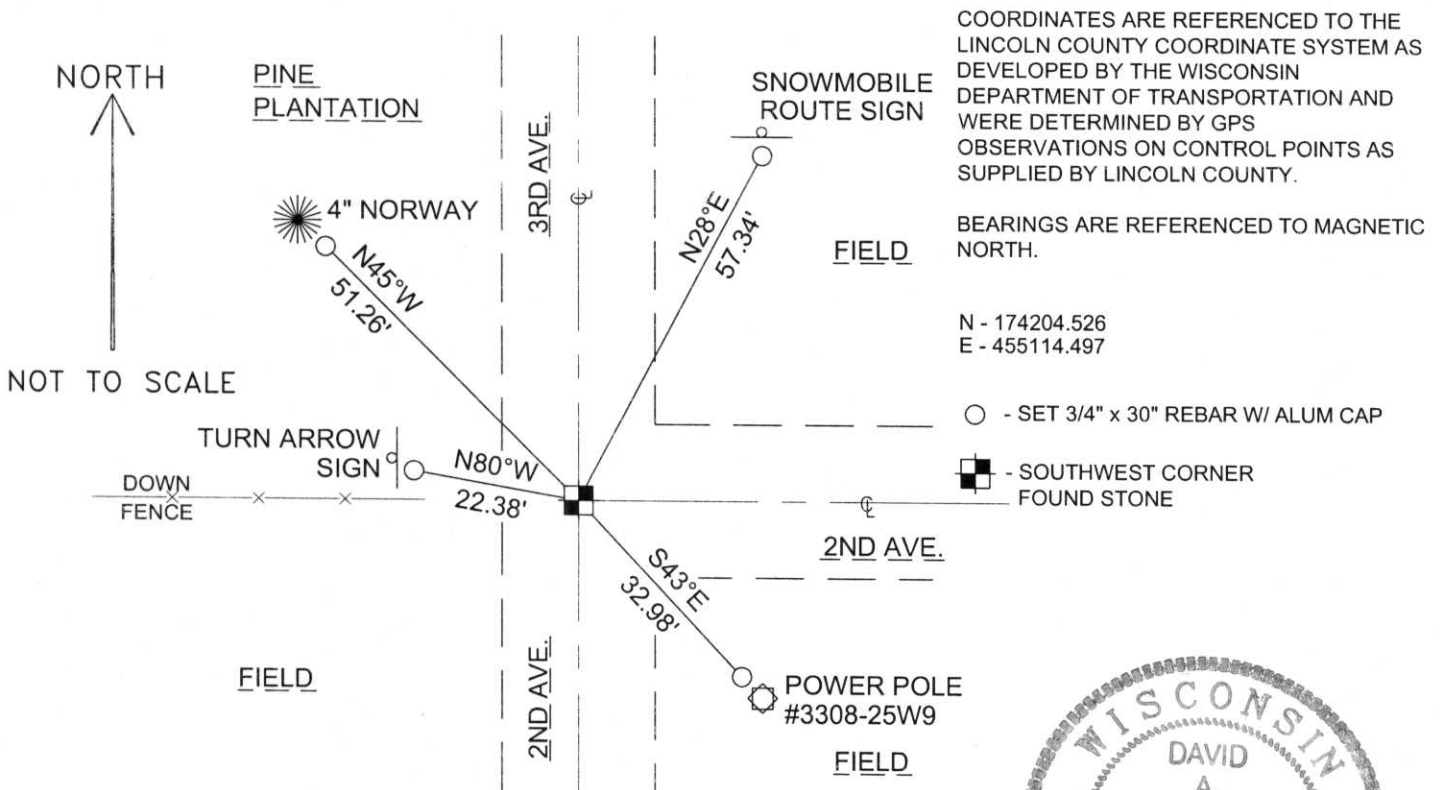 NORTH
NOT TO SCALE
PINE
PLANTATION
4" NORWAY
N45°W
51.26'
3RD AVE.
℄
SNOWMOBILE
ROUTE SIGN
N28°E
57.34'
FIELD
TURN ARROW
SIGN
N80°W
22.38'
DOWN
FENCE
℄
2ND AVE.
S43°E
32.98'
2ND AVE.
FIELD
POWER POLE
#3308-25W9
FIELD
COORDINATES ARE REFERENCED TO THE
LINCOLN COUNTY COORDINATE SYSTEM AS
DEVELOPED BY THE WISCONSIN
DEPARTMENT OF TRANSPORTATION AND
WERE DETERMINED BY GPS
OBSERVATIONS ON CONTROL POINTS AS
SUPPLIED BY LINCOLN COUNTY.
BEARINGS ARE REFERENCED TO MAGNETIC
NORTH.
N - 174204.526
E - 455114.497
- SET 3/4" x 30" REBAR W/ ALUM CAP
- SOUTHWEST CORNER
FOUND STONE
WISCONSIN
DAVID
A.